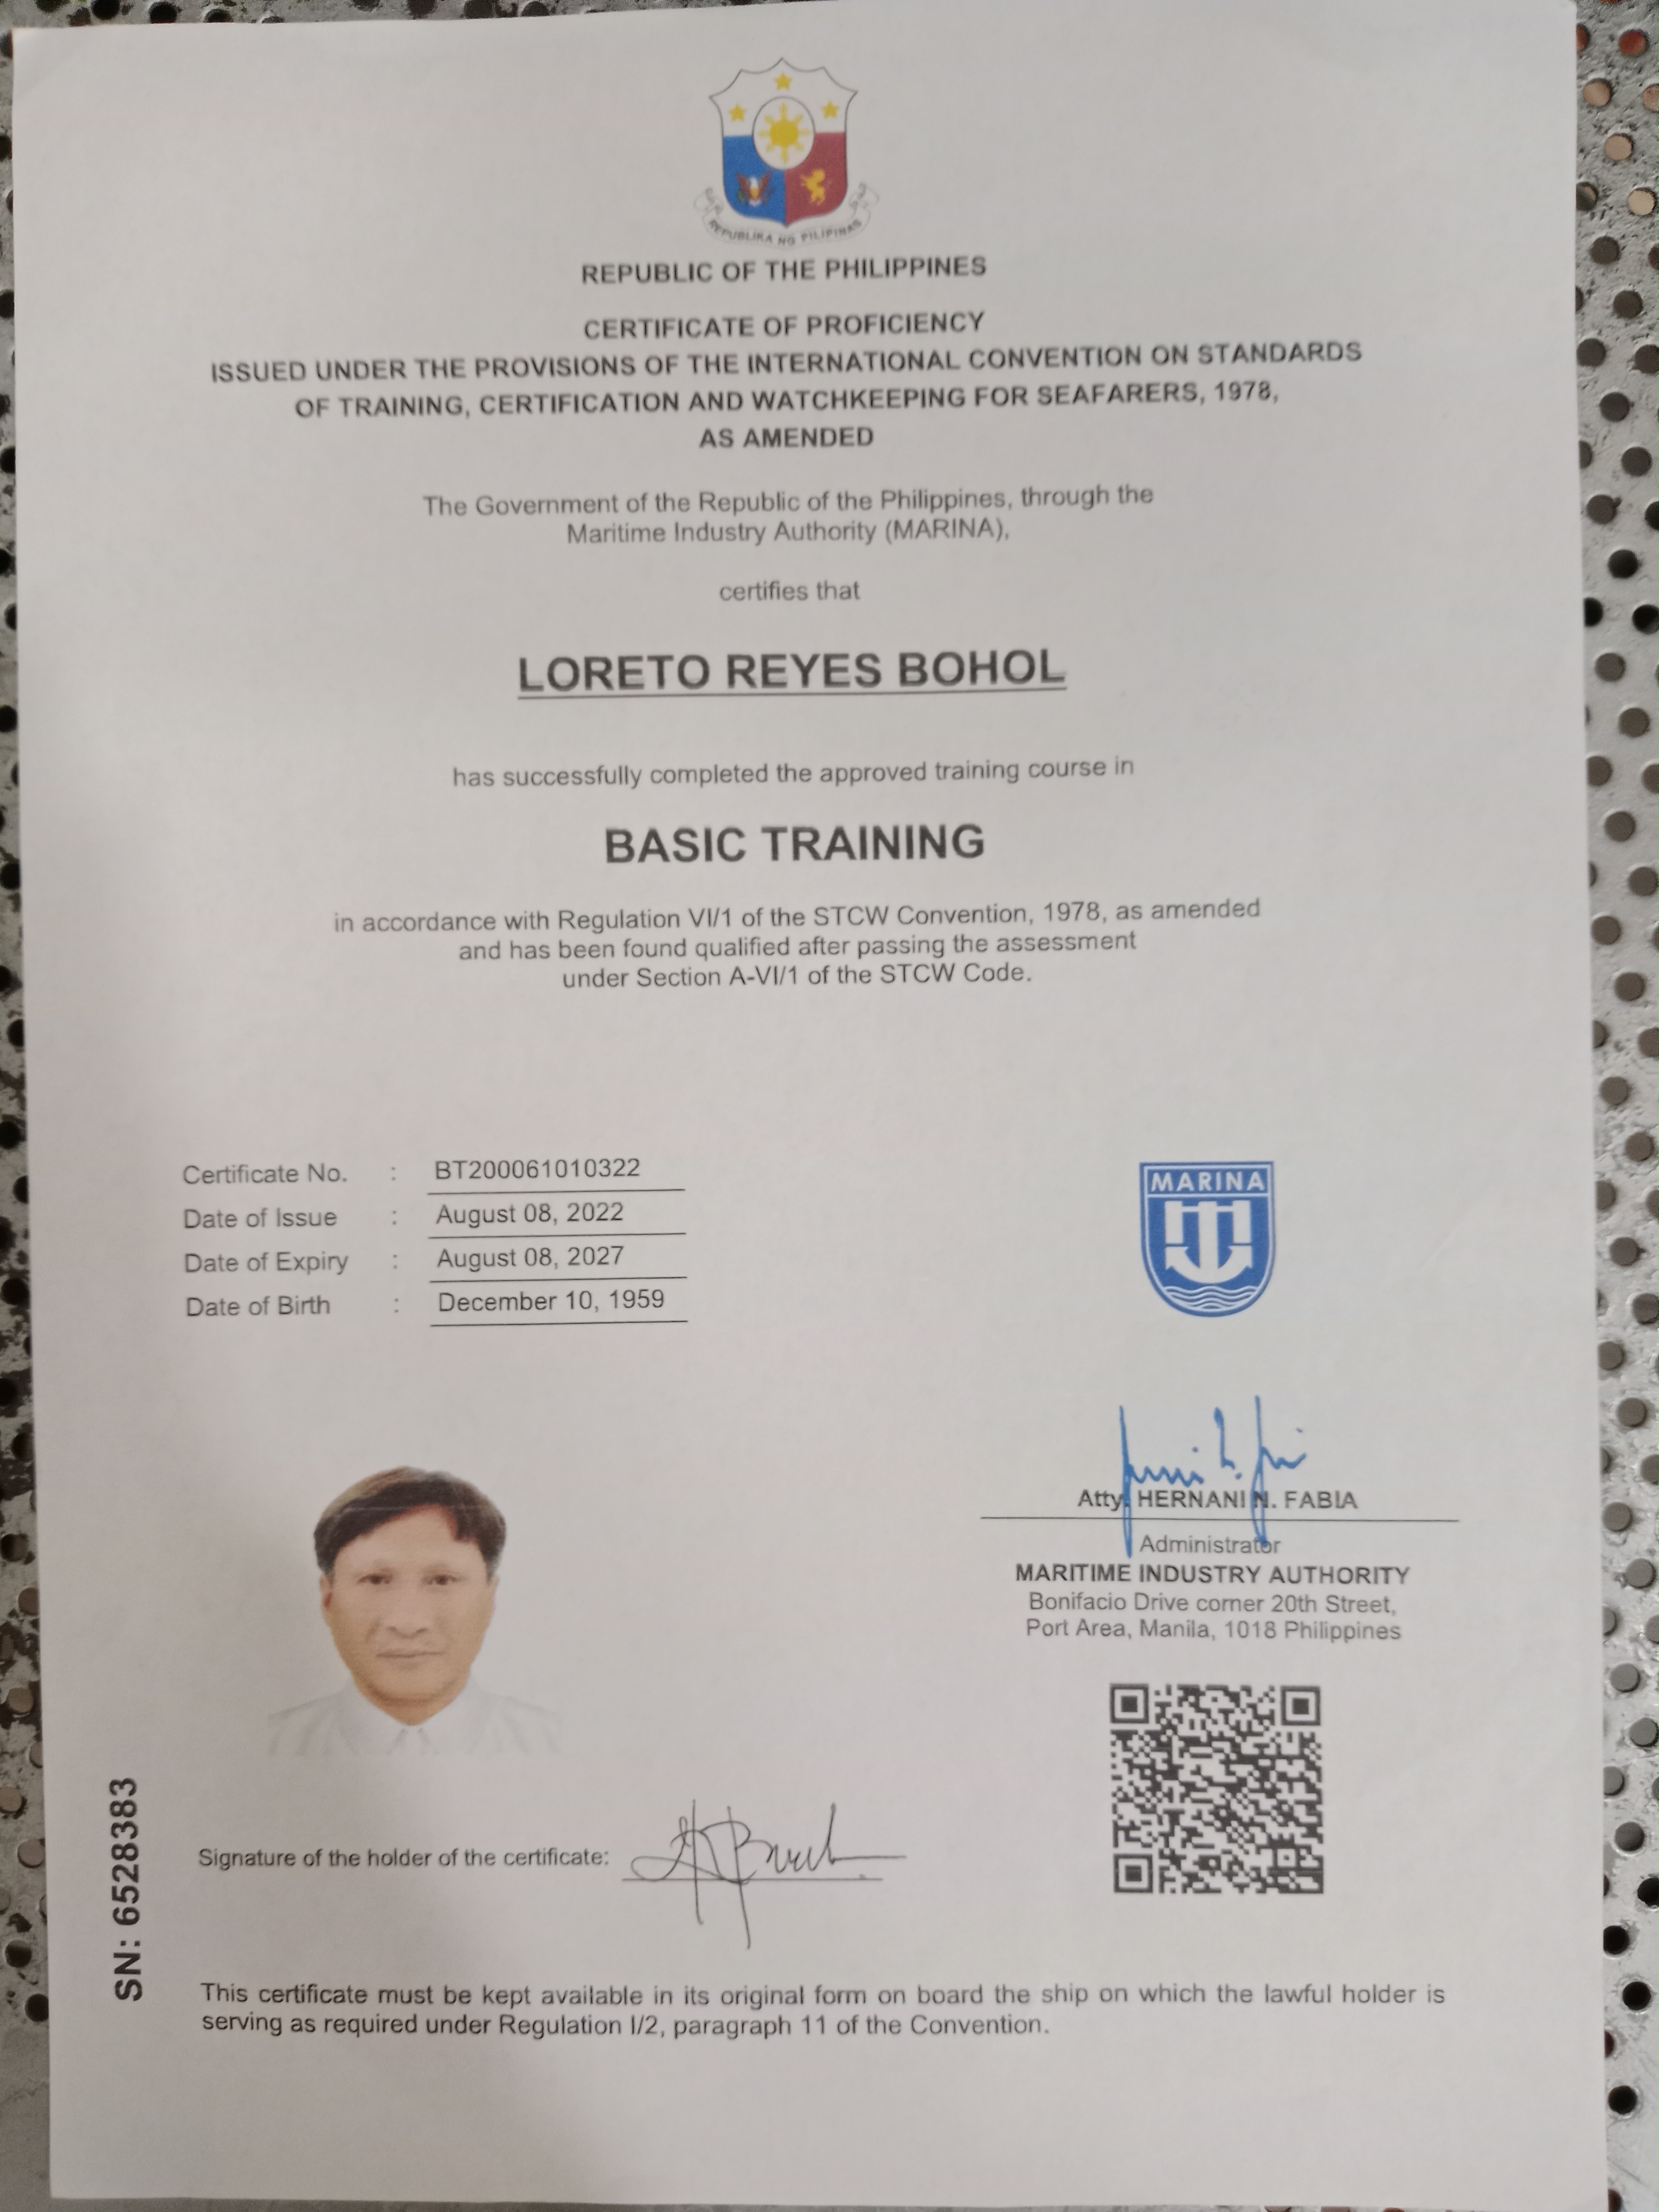 REPUBLIKA NG PILIPINAS
REPUBLIC OF THE PHILIPPINES
CERTIFICATE OF PROFICIENCY
ISSUED UNDER THE PROVISIONS OF THE INTERNATIONAL CONVENTION ON STANDARDS
OF TRAINING, CERTIFICATION AND WATCHKEEPING FOR SEAFARERS, 1978,
AS AMENDED
The Government of the Republic of the Philippines, through the
Maritime Industry Authority (MARINA),
certifies that
LORETO REYES BOHOL
has successfully completed the approved training course in
BASIC TRAINING
in accordance with Regulation VI/1 of the STCW Convention, 1978, as amended
and has been found qualified after passing the assessment
under Section A-VI/1 of the STCW Code.
Certificate No. : BT200061010322
Date of Issue : August 08, 2022
Date of Expiry : August 08, 2027
Date of Birth : December 10, 1959
MARINA
Atty. HERNANI N. FABIA
Administrator
MARITIME INDUSTRY AUTHORITY
Bonifacio Drive corner 20th Street,
Port Area, Manila, 1018 Philippines
Signature of the holder of the certificate:
SN: 6528383
This certificate must be kept available in its original form on board the ship on which the lawful holder is
serving as required under Regulation I/2, paragraph 11 of the Convention.